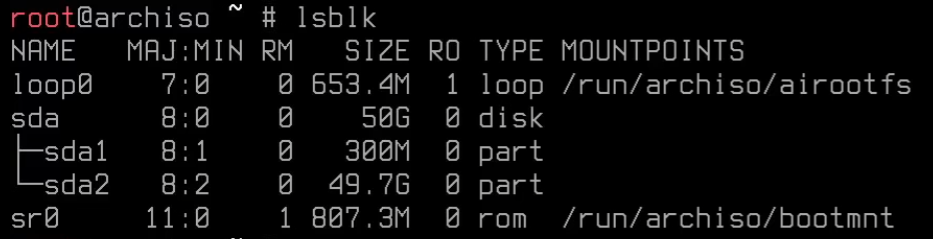 root@archiso ~ # lsblk
NAME   MAJ:MIN RM   SIZE RO TYPE MOUNTPOINTS
loop0    7:0    0 653.4M  1 loop /run/archiso/airootfs
sda      8:0    0    50G  0 disk
├─sda1   8:1    0   300M  0 part
└─sda2   8:2    0  49.7G  0 part
sr0     11:0    1 807.3M  0 rom  /run/archiso/bootmnt